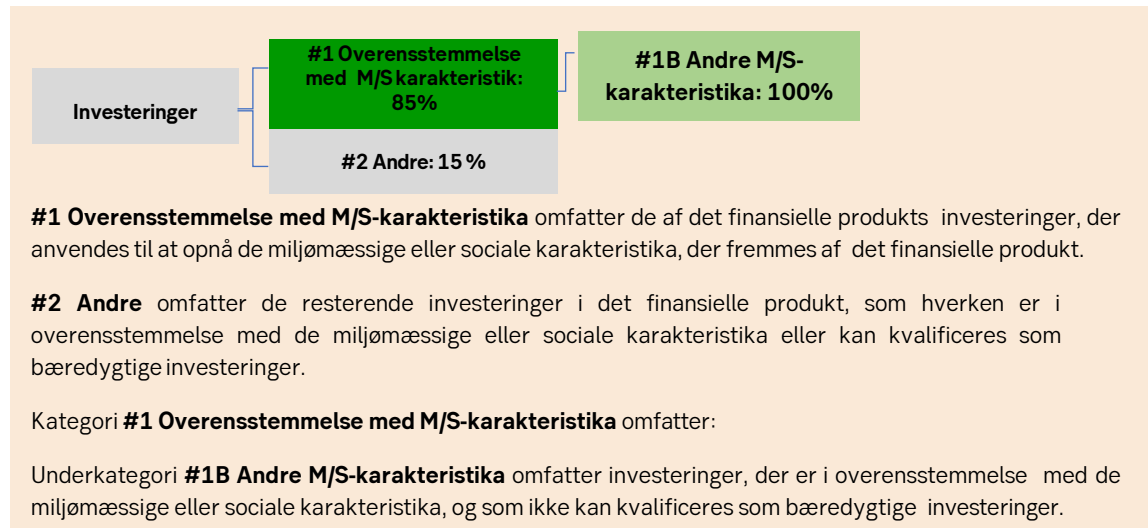 Investeringer
#1 Overensstemmelse
med M/S karakteristik:
85%
#2 Andre: 15 %
#1B Andre M/S-
karakteristika: 100%
#1 Overensstemmelse med M/S-karakteristika omfatter de af det finansielle produkts investeringer, der
anvendes til at opnå de miljømæssige eller sociale karakteristika, der fremmes af det finansielle produkt.
#2 Andre omfatter de resterende investeringer i det finansielle produkt, som hverken er i
overensstemmelse med de miljømæssige eller sociale karakteristika eller kan kvalificeres som
bæredygtige investeringer.
Kategori #1 Overensstemmelse med M/S-karakteristika omfatter:
Underkategori #1B Andre M/S-karakteristika omfatter investeringer, der er i overensstemmelse med de
miljømæssige eller sociale karakteristika, og som ikke kan kvalificeres som bæredygtige investeringer.